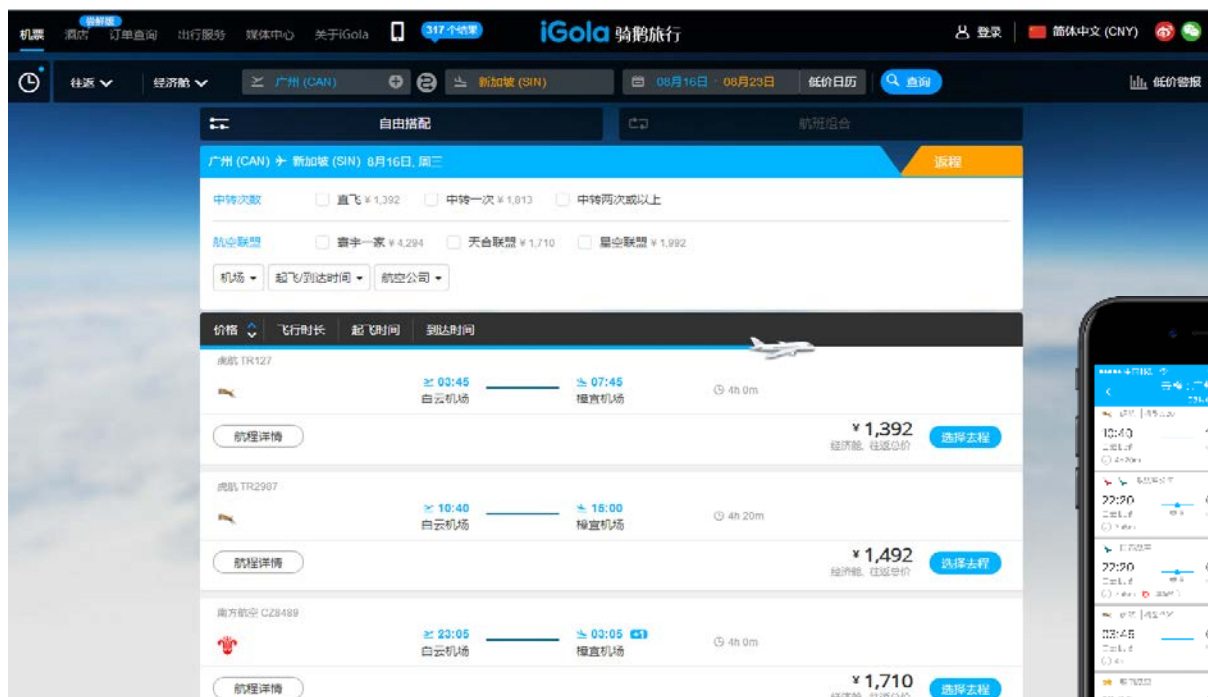 尝鲜版
机票 酒店 订单查询 出行服务 媒体中心 关于iGola 317个结果 iGola 骑鹅旅行 登录 简体中文 (CNY)
往返 经济舱 广州 (CAN) 新加坡 (SIN) 08月16日 - 08月23日 低价日历 查询 低价警报
自由搭配 航班组合
广州 (CAN) 新加坡 (SIN) 8月16日, 周三 返程
中转次数 直飞 ¥ 1,392 中转一次 ¥ 1,813 中转两次或以上
航空联盟 寰宇一家 ¥ 4,294 天合联盟 ¥ 1,710 星空联盟 ¥ 1,992
机场 起飞/到达时间 航空公司
价格 飞行时长 起飞时间 到达时间
虎航 TR127
03:45 07:45 4h 0m
白云机场 樟宜机场
航程详情 ¥ 1,392 选择去程
经济舱, 往返总价
虎航 TR2987
10:40 15:00 4h 20m
白云机场 樟宜机场
航程详情 ¥ 1,492 选择去程
经济舱, 往返总价
南方航空 CZ8489
23:05 03:05 +1 4h 0m
白云机场 樟宜机场
航程详情 ¥ 1,710 选择去程
10:40
22:20
22:20
03:45